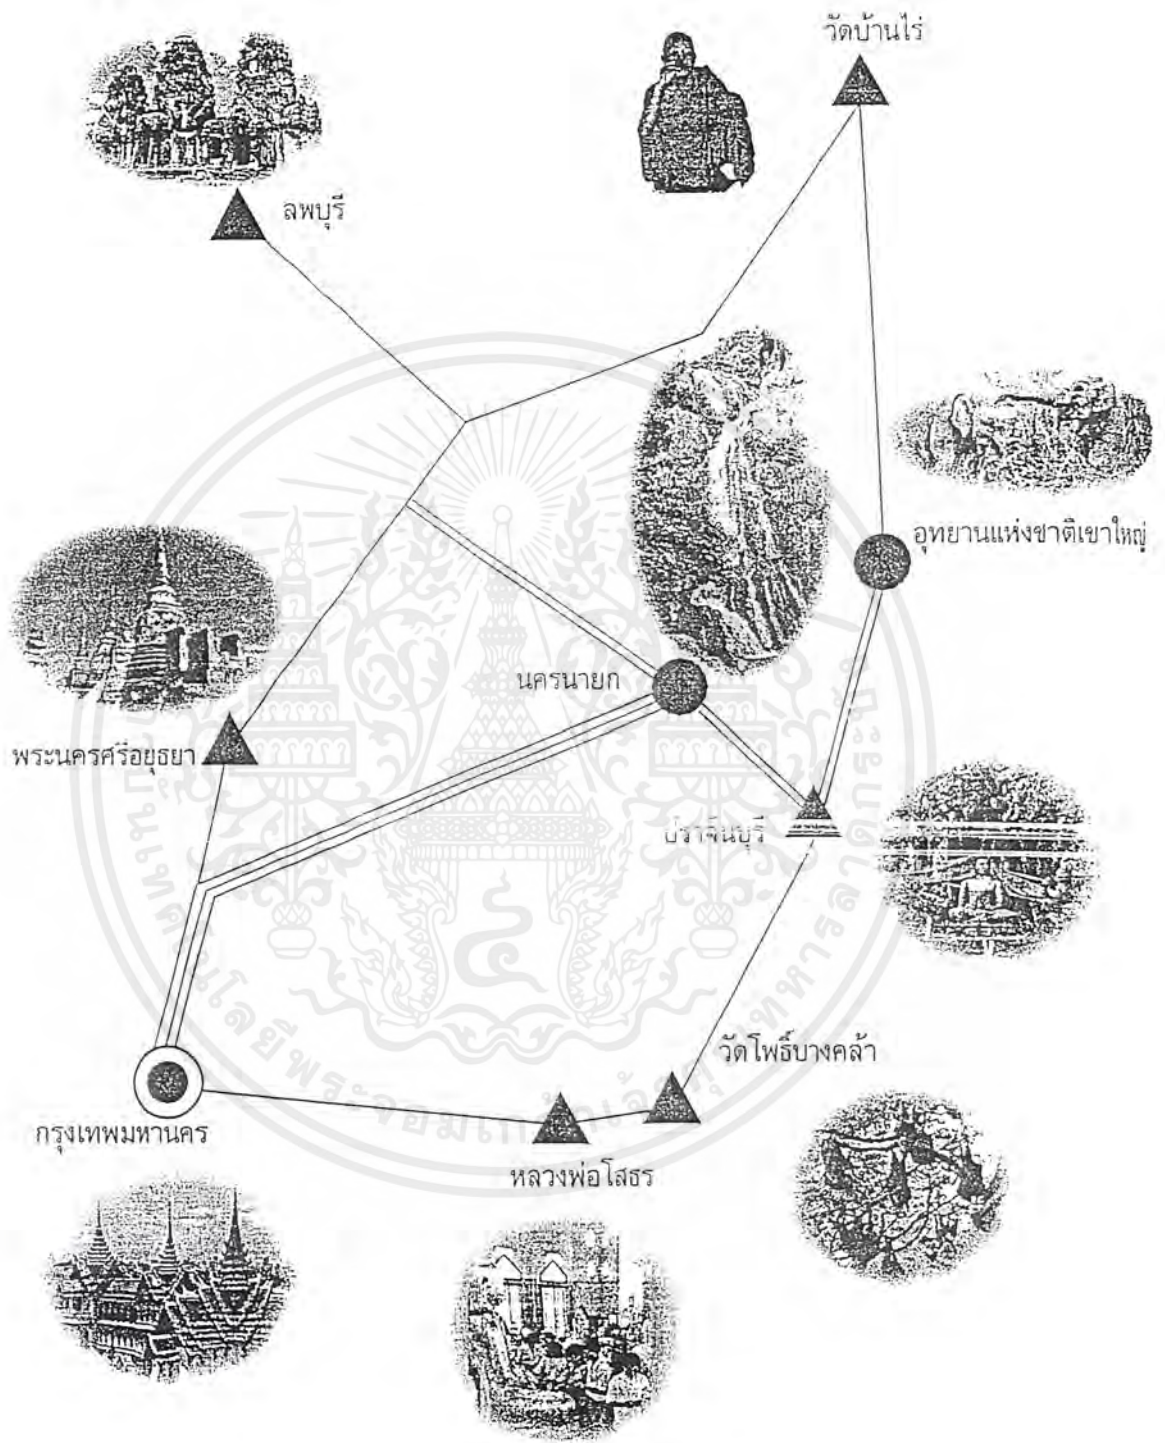 วัดบ้านไร่
ลพบุรี
อุทยานแห่งชาติเขาใหญ่
นครนายก
พระนครศรีอยุธยา
ปราจีนบุรี
วัดโพธิ์บางคล้า
กรุงเทพมหานคร
หลวงพ่อโสธร